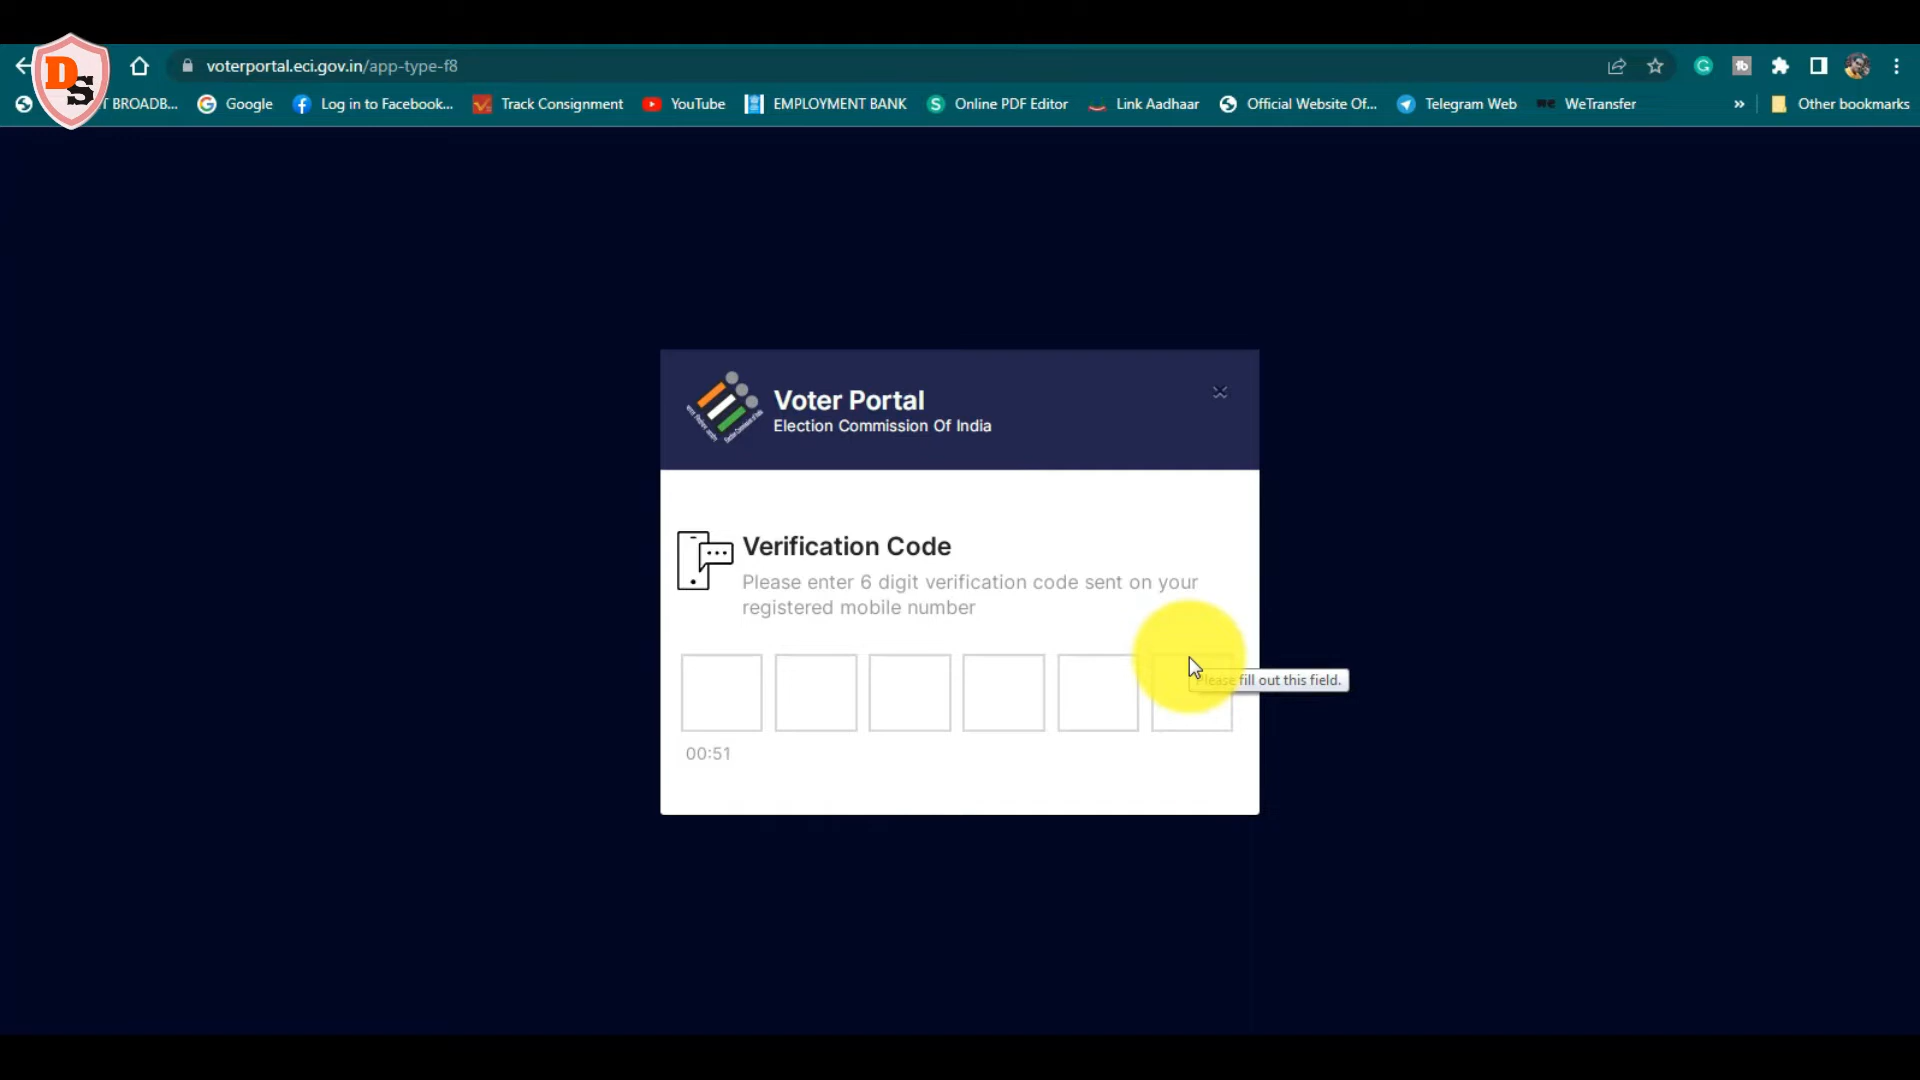 DS
voterportal.eci.gov.in/app-type-f8
T BROADB... Google Log in to Facebook... Track Consignment YouTube EMPLOYMENT BANK Online PDF Editor Link Aadhaar Official Website Of... Telegram Web WeTransfer » Other bookmarks
Voter Portal
Election Commission Of India
Verification Code
Please enter 6 digit verification code sent on your
registered mobile number
Please fill out this field.
00:51